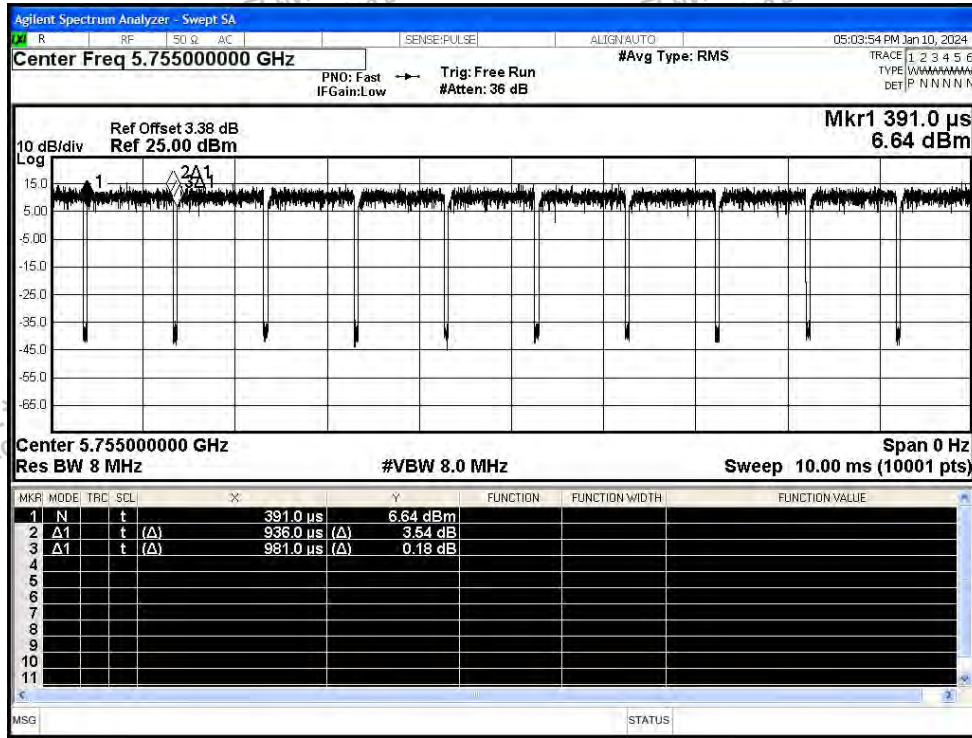 Agilent Spectrum Analyzer - Swept SA
LXI R RF 50 Ω AC SENSE:PULSE ALIGN AUTO 05:03:54 PM Jan 10, 2024
Center Freq 5.755000000 GHz
PNO: Fast
IFGain:Low
Trig: Free Run
#Atten: 36 dB
#Avg Type: RMS
TRACE 1 2 3 4 5 6
TYPE
DET P N N N N N
Mkr1 391.0 µs
6.64 dBm
Ref Offset 3.38 dB
10 dB/div Ref 25.00 dBm
Log
1 2Δ1
3Δ1
15.0
5.00
-5.00
-15.0
-25.0
-35.0
-45.0
-55.0
-65.0
Center 5.755000000 GHz Span 0 Hz
Res BW 8 MHz #VBW 8.0 MHz Sweep 10.00 ms (10001 pts)
MKR MODE TRC SCL X Y FUNCTION FUNCTION WIDTH FUNCTION VALUE
1 N t 391.0 µs 6.64 dBm
2 Δ1 t (Δ) 936.0 µs (Δ) 3.54 dB
3 Δ1 t (Δ) 981.0 µs (Δ) 0.18 dB
4
5
6
7
8
9
10
11
MSG STATUS